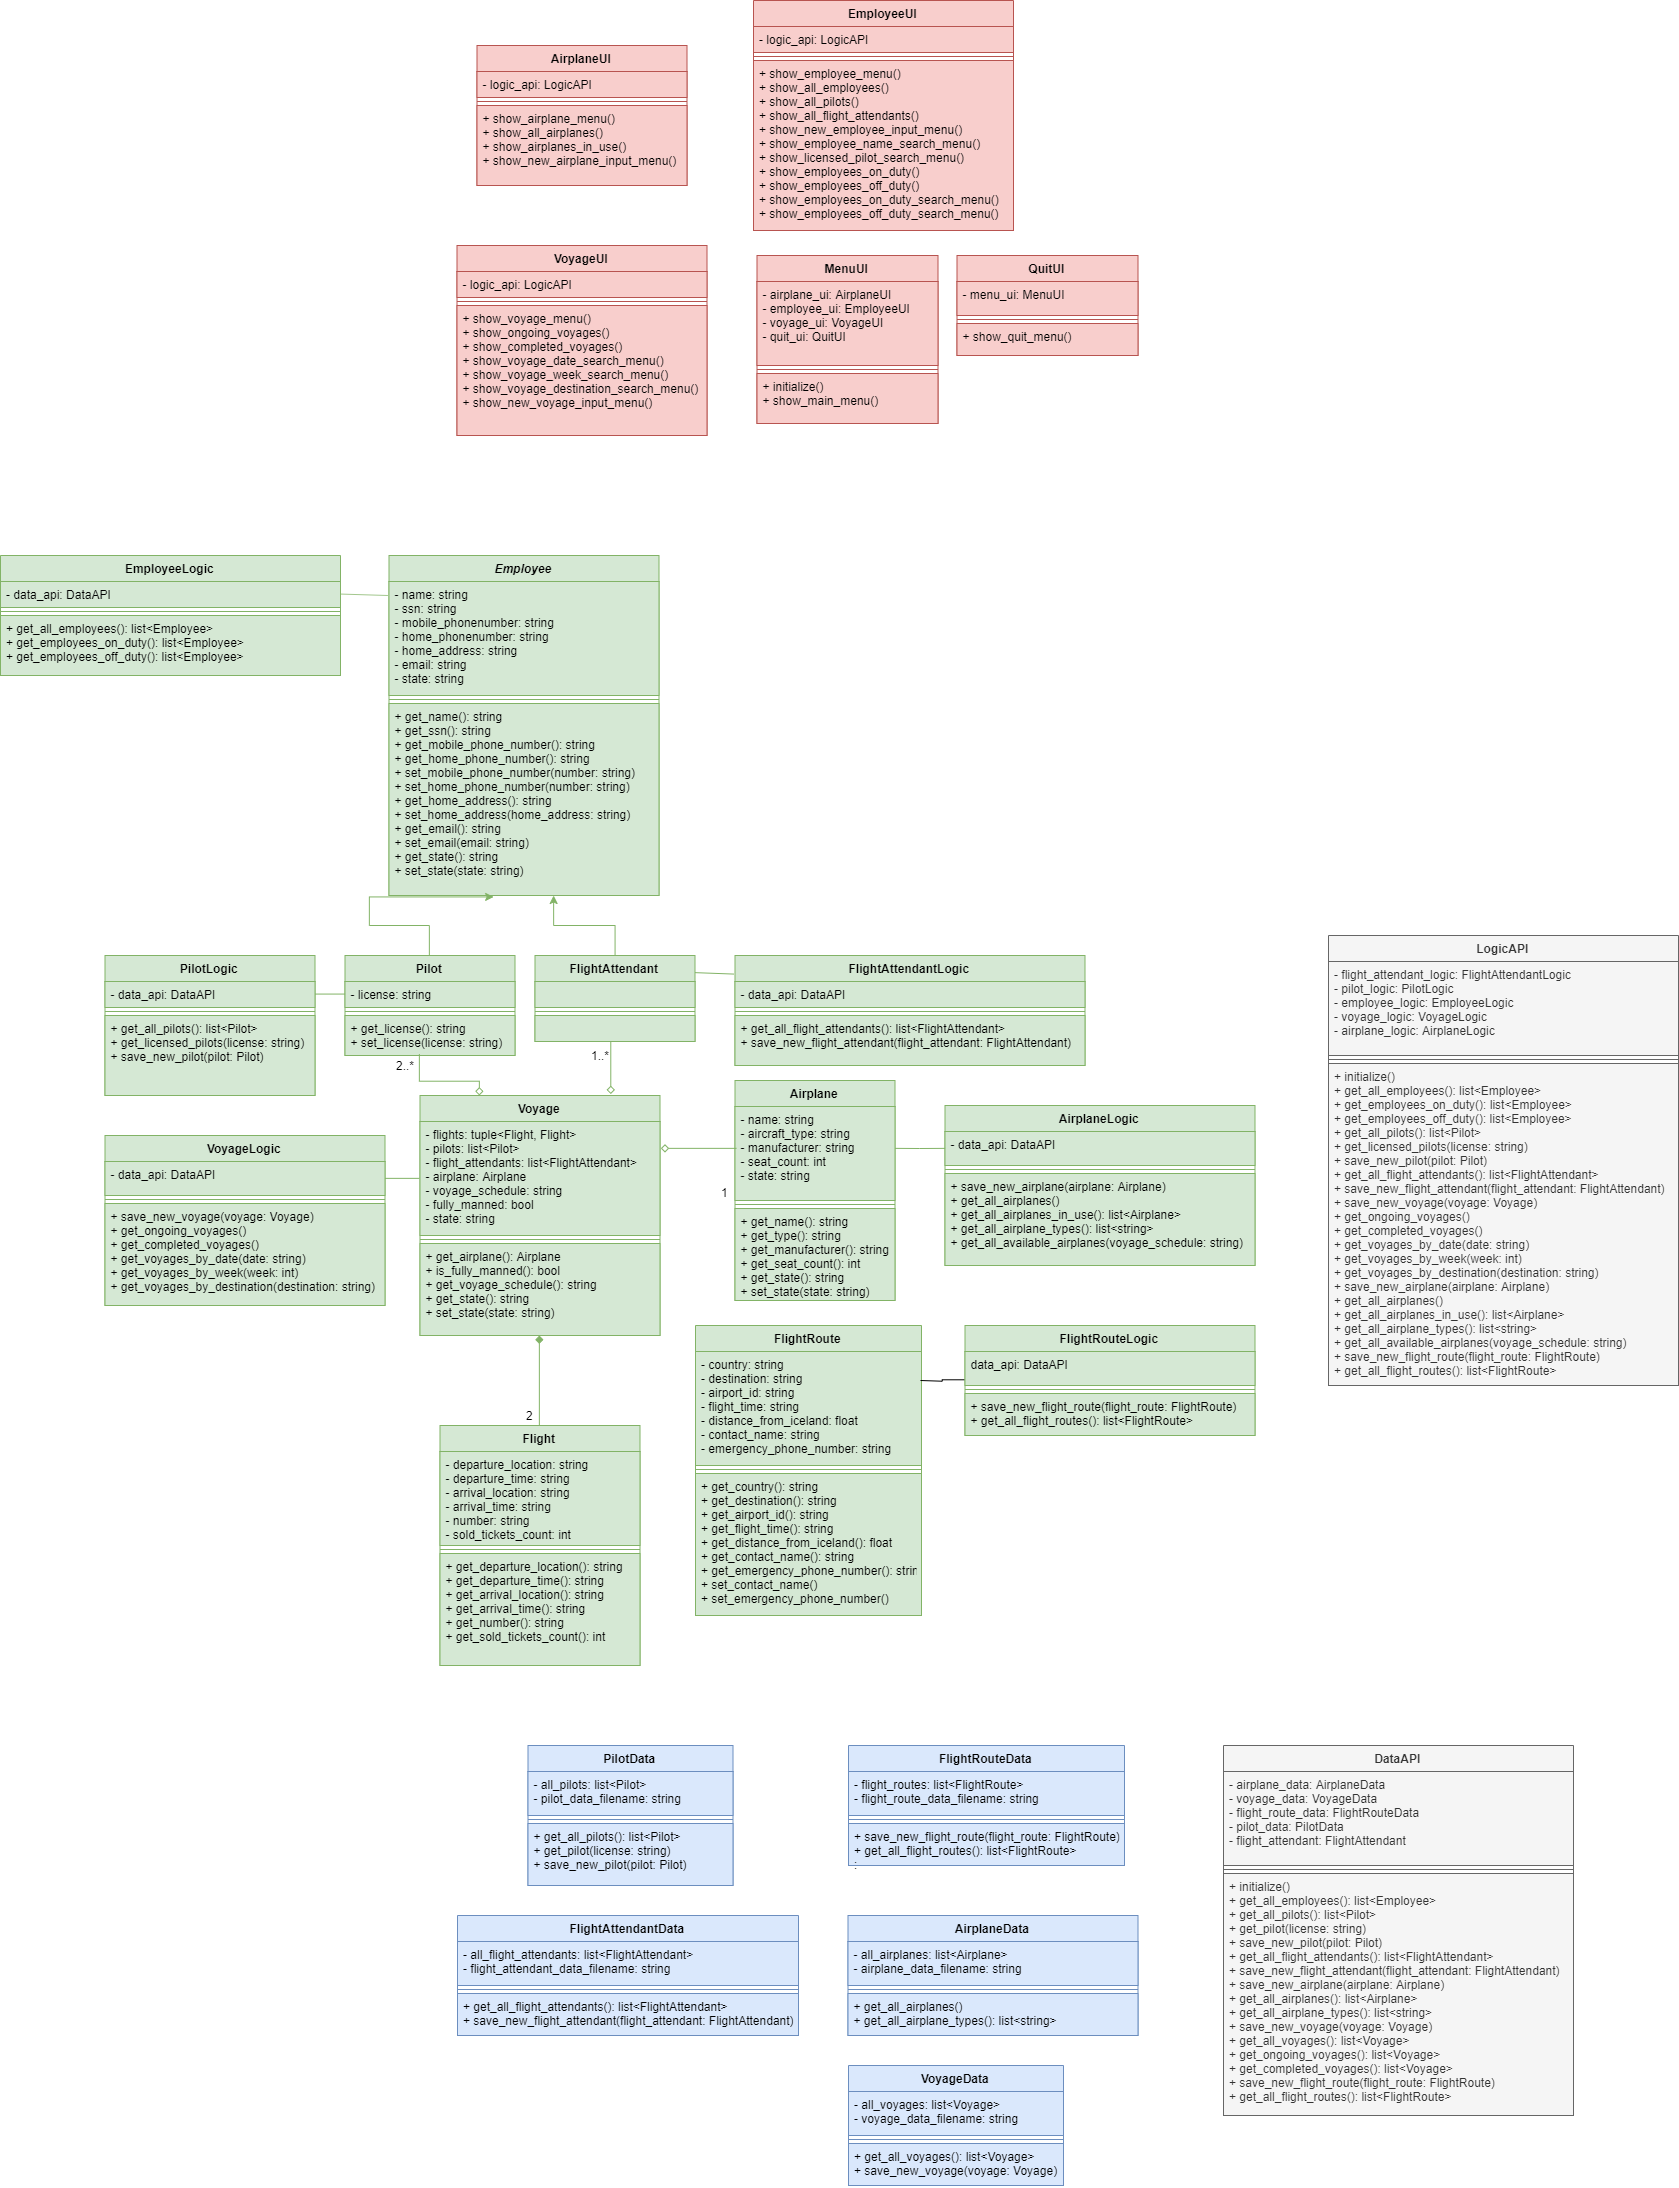 EmployeeUI
- logic_api: LogicAPI
+ show_employee_menu()
+ show_all_employees()
+ show_all_pilots()
+ show_all_flight_attendants()
+ show_new_employee_input_menu()
+ show_employee_name_search_menu()
+ show_licensed_pilot_search_menu()
+ show_employees_on_duty()
+ show_employees_off_duty()
+ show_employees_on_duty_search_menu()
+ show_employees_off_duty_search_menu()
AirplaneUI
- logic_api: LogicAPI
+ show_airplane_menu()
+ show_all_airplanes()
+ show_airplanes_in_use()
+ show_new_airplane_input_menu()
VoyageUI
- logic_api: LogicAPI
+ show_voyage_menu()
+ show_ongoing_voyages()
+ show_completed_voyages()
+ show_voyage_date_search_menu()
+ show_voyage_week_search_menu()
+ show_voyage_destination_search_menu()
+ show_new_voyage_input_menu()
MenuUI
- airplane_ui: AirplaneUI
- employee_ui: EmployeeUI
- voyage_ui: VoyageUI
- quit_ui: QuitUI
+ initialize()
+ show_main_menu()
QuitUI
- menu_ui: MenuUI
+ show_quit_menu()
EmployeeLogic
- data_api: DataAPI
+ get_all_employees(): list<Employee>
+ get_employees_on_duty(): list<Employee>
+ get_employees_off_duty(): list<Employee>
Employee
- name: string
- ssn: string
- mobile_phonenumber: string
- home_phonenumber: string
- home_address: string
- email: string
- state: string
+ get_name(): string
+ get_ssn(): string
+ get_mobile_phone_number(): string
+ get_home_phone_number(): string
+ set_mobile_phone_number(number: string)
+ set_home_phone_number(number: string)
+ get_home_address(): string
+ set_home_address(home_address: string)
+ get_email(): string
+ set_email(email: string)
+ get_state(): string
+ set_state(state: string)
PilotLogic
- data_api: DataAPI
+ get_all_pilots(): list<Pilot>
+ get_licensed_pilots(license: string)
+ save_new_pilot(pilot: Pilot)
Pilot
- license: string
+ get_license(): string
+ set_license(license: string)
2..*
FlightAttendant
1..*
FlightAttendantLogic
- data_api: DataAPI
+ get_all_flight_attendants(): list<FlightAttendant>
+ save_new_flight_attendant(flight_attendant: FlightAttendant)
LogicAPI
- flight_attendant_logic: FlightAttendantLogic
- pilot_logic: PilotLogic
- employee_logic: EmployeeLogic
- voyage_logic: VoyageLogic
- airplane_logic: AirplaneLogic
+ initialize()
+ get_all_employees(): list<Employee>
+ get_employees_on_duty(): list<Employee>
+ get_employees_off_duty(): list<Employee>
+ get_all_pilots(): list<Pilot>
+ get_licensed_pilots(license: string)
+ save_new_pilot(pilot: Pilot)
+ get_all_flight_attendants(): list<FlightAttendant>
+ save_new_flight_attendant(flight_attendant: FlightAttendant)
+ save_new_voyage(voyage: Voyage)
+ get_ongoing_voyages()
+ get_completed_voyages()
+ get_voyages_by_date(date: string)
+ get_voyages_by_week(week: int)
+ get_voyages_by_destination(destination: string)
+ save_new_airplane(airplane: Airplane)
+ get_all_airplanes()
+ get_all_airplanes_in_use(): list<Airplane>
+ get_all_airplane_types(): list<string>
+ get_all_available_airplanes(voyage_schedule: string)
+ save_new_flight_route(flight_route: FlightRoute)
+ get_all_flight_routes(): list<FlightRoute>
VoyageLogic
- data_api: DataAPI
+ save_new_voyage(voyage: Voyage)
+ get_ongoing_voyages()
+ get_completed_voyages()
+ get_voyages_by_date(date: string)
+ get_voyages_by_week(week: int)
+ get_voyages_by_destination(destination: string)
Voyage
- flights: tuple<Flight, Flight>
- pilots: list<Pilot>
- flight_attendants: list<FlightAttendant>
- airplane: Airplane
- voyage_schedule: string
- fully_manned: bool
- state: string
+ get_airplane(): Airplane
+ is_fully_manned(): bool
+ get_voyage_schedule(): string
+ get_state(): string
+ set_state(state: string)
1
Airplane
- name: string
- aircraft_type: string
- manufacturer: string
- seat_count: int
- state: string
+ get_name(): string
+ get_type(): string
+ get_manufacturer(): string
+ get_seat_count(): int
+ get_state(): string
+ set_state(state: string)
AirplaneLogic
- data_api: DataAPI
+ save_new_airplane(airplane: Airplane)
+ get_all_airplanes()
+ get_all_airplanes_in_use(): list<Airplane>
+ get_all_airplane_types(): list<string>
+ get_all_available_airplanes(voyage_schedule: string)
2
Flight
- departure_location: string
- departure_time: string
- arrival_location: string
- arrival_time: string
- number: string
- sold_tickets_count: int
+ get_departure_location(): string
+ get_departure_time(): string
+ get_arrival_location(): string
+ get_arrival_time(): string
+ get_number(): string
+ get_sold_tickets_count(): int
FlightRoute
- country: string
- destination: string
- airport_id: string
- flight_time: string
- distance_from_iceland: float
- contact_name: string
- emergency_phone_number: string
+ get_country(): string
+ get_destination(): string
+ get_airport_id(): string
+ get_flight_time(): string
+ get_distance_from_iceland(): float
+ get_contact_name(): string
+ get_emergency_phone_number(): strin
+ set_contact_name()
+ set_emergency_phone_number()
FlightRouteLogic
data_api: DataAPI
+ save_new_flight_route(flight_route: FlightRoute)
+ get_all_flight_routes(): list<FlightRoute>
PilotData
- all_pilots: list<Pilot>
- pilot_data_filename: string
+ get_all_pilots(): list<Pilot>
+ get_pilot(license: string)
+ save_new_pilot(pilot: Pilot)
FlightRouteData
- flight_routes: list<FlightRoute>
- flight_route_data_filename: string
+ save_new_flight_route(flight_route: FlightRoute)
+ get_all_flight_routes(): list<FlightRoute>
DataAPI
- airplane_data: AirplaneData
- voyage_data: VoyageData
- flight_route_data: FlightRouteData
- pilot_data: PilotData
- flight_attendant: FlightAttendant
+ initialize()
+ get_all_employees(): list<Employee>
+ get_all_pilots(): list<Pilot>
+ get_pilot(license: string)
+ save_new_pilot(pilot: Pilot)
+ get_all_flight_attendants(): list<FlightAttendant>
+ save_new_flight_attendant(flight_attendant: FlightAttendant)
+ save_new_airplane(airplane: Airplane)
+ get_all_airplanes(): list<Airplane>
+ get_all_airplane_types(): list<string>
+ save_new_voyage(voyage: Voyage)
+ get_all_voyages(): list<Voyage>
+ get_ongoing_voyages(): list<Voyage>
+ get_completed_voyages(): list<Voyage>
+ save_new_flight_route(flight_route: FlightRoute)
+ get_all_flight_routes(): list<FlightRoute>
FlightAttendantData
- all_flight_attendants: list<FlightAttendant>
- flight_attendant_data_filename: string
+ get_all_flight_attendants(): list<FlightAttendant>
+ save_new_flight_attendant(flight_attendant: FlightAttendant)
AirplaneData
- all_airplanes: list<Airplane>
- airplane_data_filename: string
+ get_all_airplanes()
+ get_all_airplane_types(): list<string>
VoyageData
- all_voyages: list<Voyage>
- voyage_data_filename: string
+ get_all_voyages(): list<Voyage>
+ save_new_voyage(voyage: Voyage)